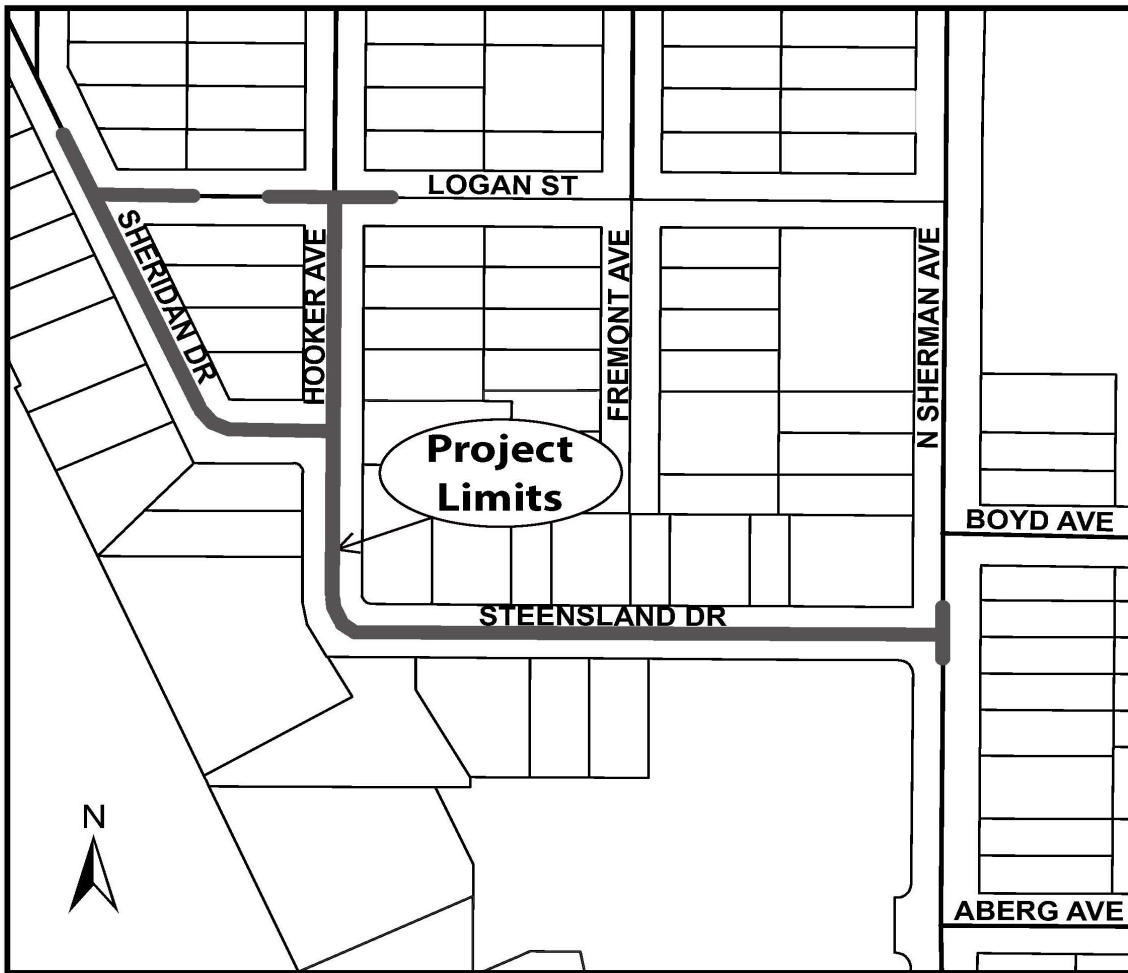 LOGAN ST
SHERIDAN DR
HOOKER AVE
FREMONT AVE
N SHERMAN AVE
Project
Limits
BOYD AVE
STEENSLAND DR
N
ABERG AVE